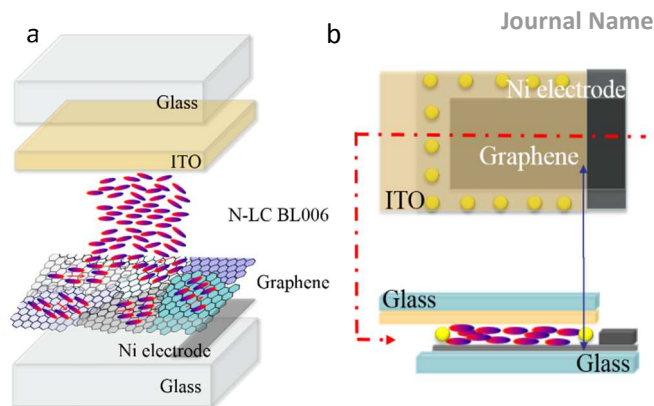 Journal Name
a
b
Glass
ITO
N-LC BL006
Graphene
Ni electrode
Glass
Ni electrode
Graphene
ITO
Glass
Glass